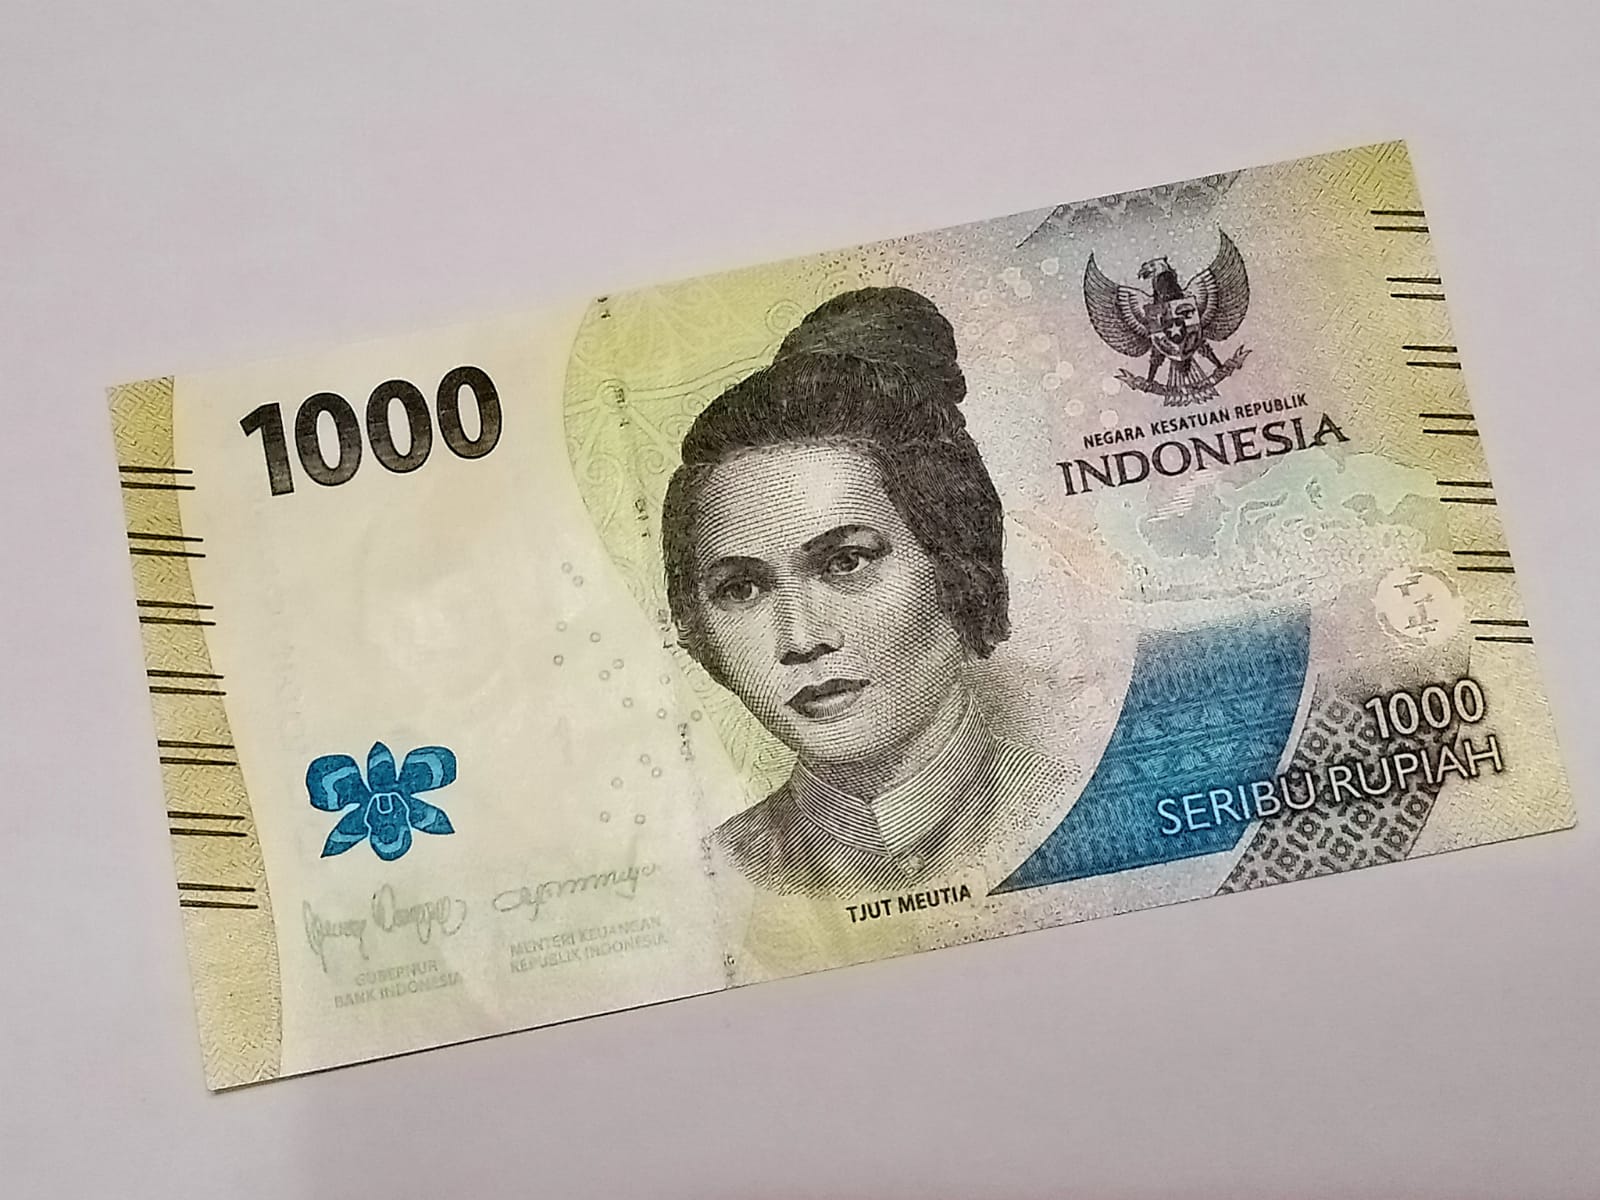 1000
NEGARA KESATUAN REPUBLIK
INDONESIA
1000
SERIBU RUPIAH
TJUT MEUTIA
GUBERNUR
BANK INDONESIA
MENTERI KEUANGAN
REPUBLIK INDONESIA